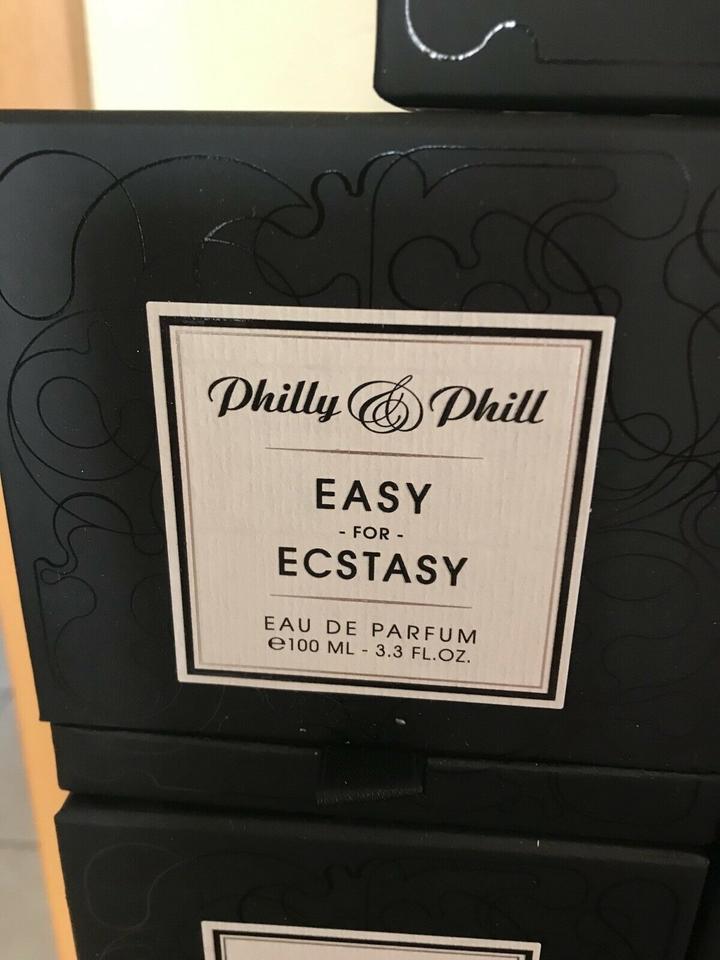 Philly & Phill
EASY
- FOR -
ECSTASY
EAU DE PARFUM
℮100 ML - 3.3 FL.OZ.